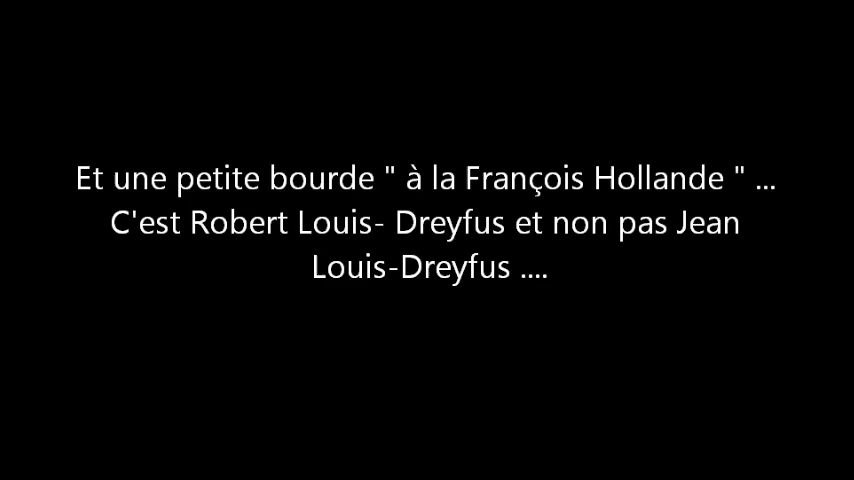 Et une petite bourde " à la François Hollande " ...
C'est Robert Louis- Dreyfus et non pas Jean
Louis-Dreyfus ....